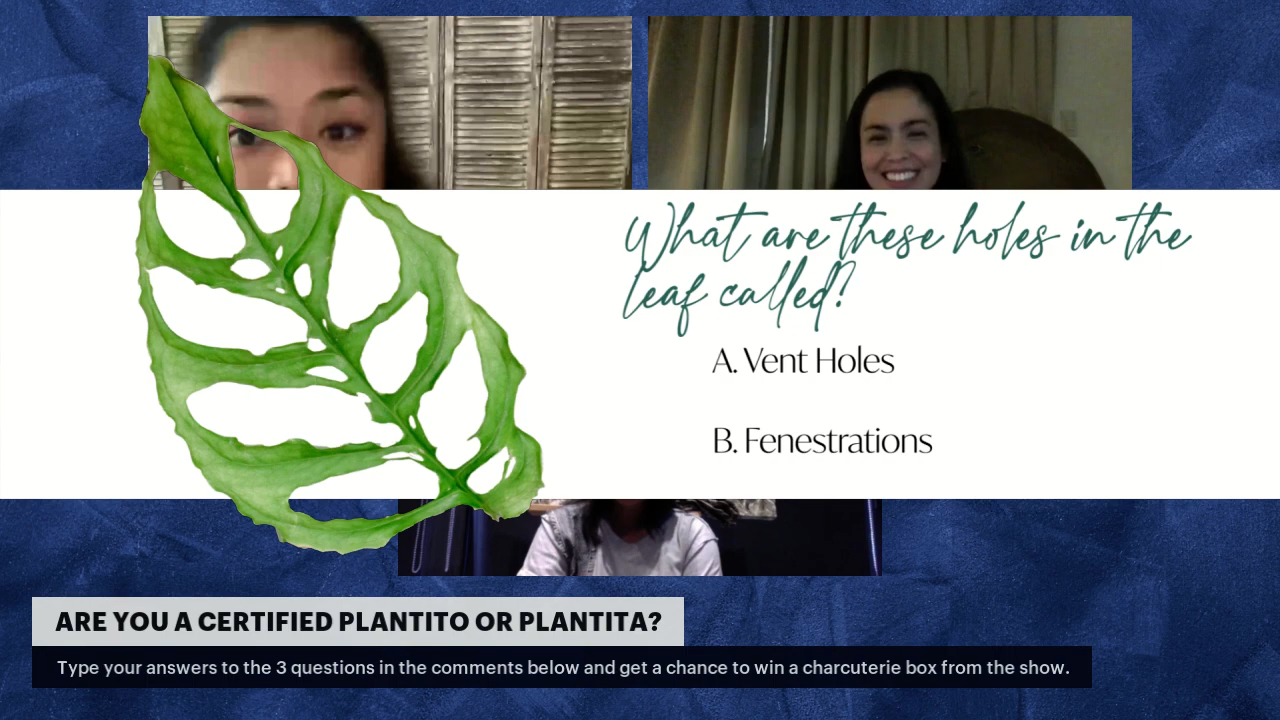 What are these holes in the
leaf called?
A. Vent Holes
B. Fenestrations
ARE YOU A CERTIFIED PLANTITO OR PLANTITA?
Type your answers to the 3 questions in the comments below and get a chance to win a charcuterie box from the show.